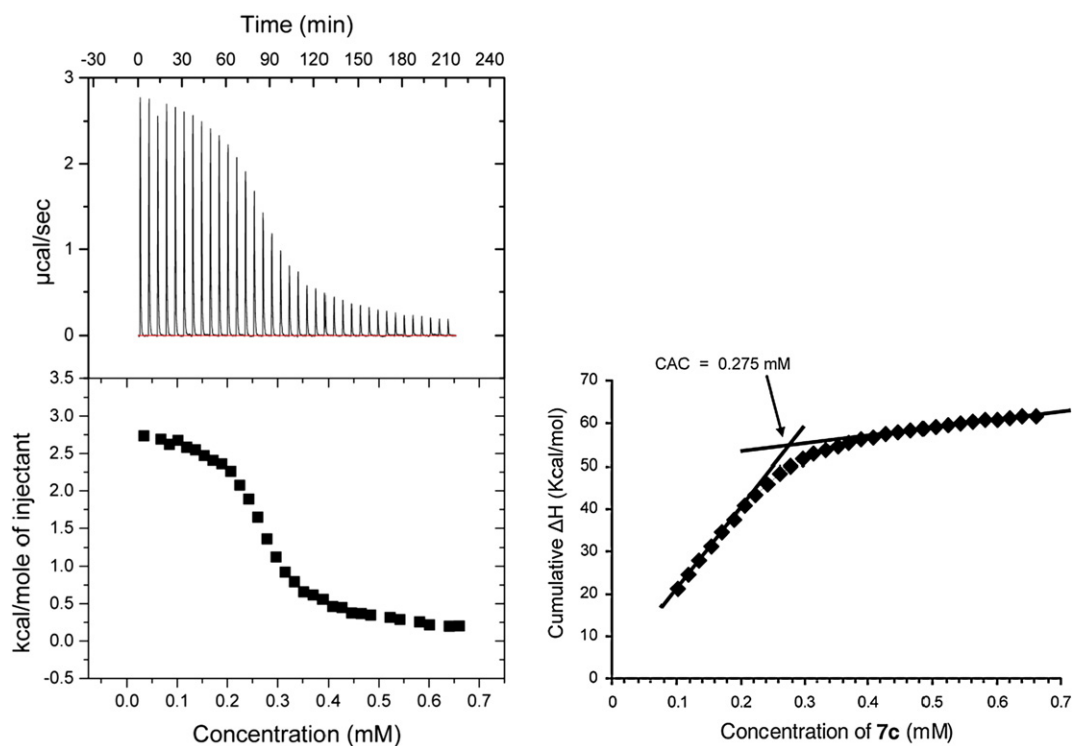 Time (min)
-30 0 30 60 90 120 150 180 210 240
3
2
1
0
µcal/sec
3.5
3.0
2.5
2.0
1.5
1.0
0.5
0.0
-0.5
kcal/mole of injectant
0.0 0.1 0.2 0.3 0.4 0.5 0.6 0.7
Concentration (mM)
CAC = 0.275 mM
70
60
50
40
30
20
10
0
Cumulative ΔH (Kcal/mol)
0 0.1 0.2 0.3 0.4 0.5 0.6 0.7
Concentration of 7c (mM)